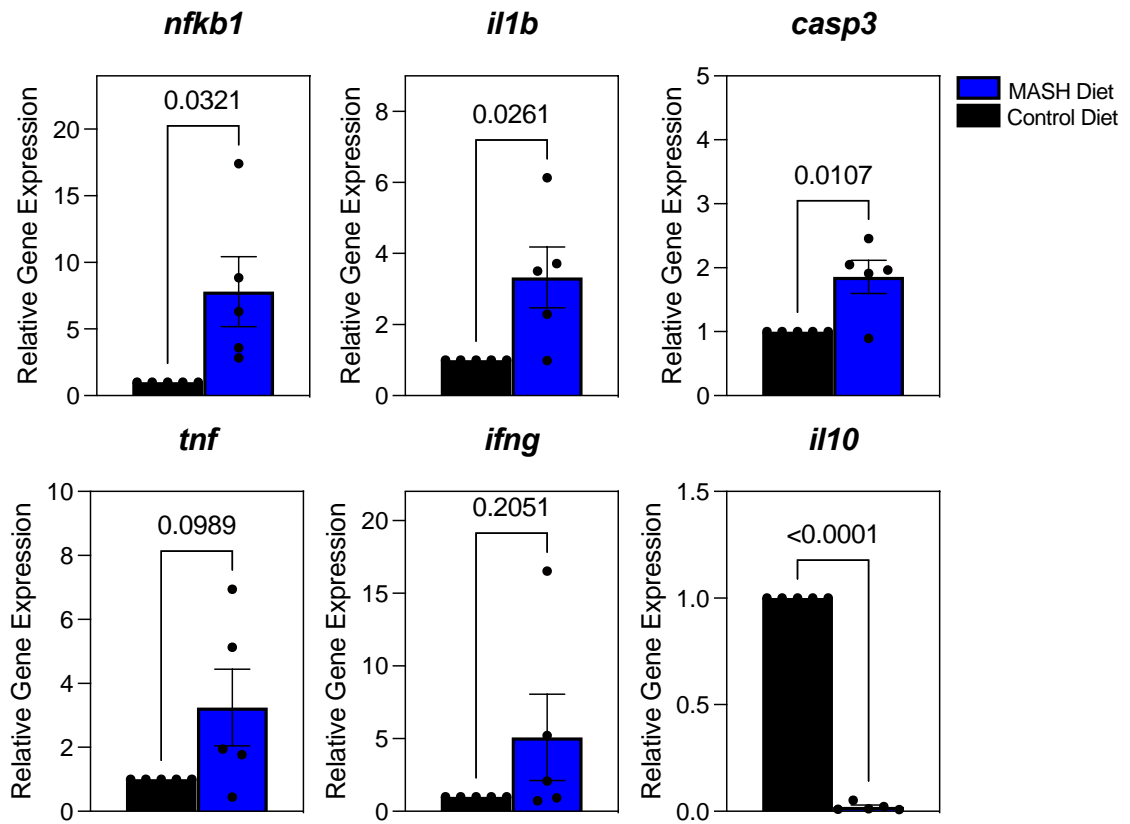 nfkb1
il1b
casp3
Relative Gene Expression
20
15
10
5
0
0.0321
Relative Gene Expression
8
6
4
2
0
0.0261
Relative Gene Expression
5
4
3
2
1
0
0.0107
MASH Diet
Control Diet
tnf
ifng
il10
Relative Gene Expression
10
8
6
4
2
0
0.0989
Relative Gene Expression
20
15
10
5
0
0.2051
Relative Gene Expression
1.5
1.0
0.5
0.0
<0.0001